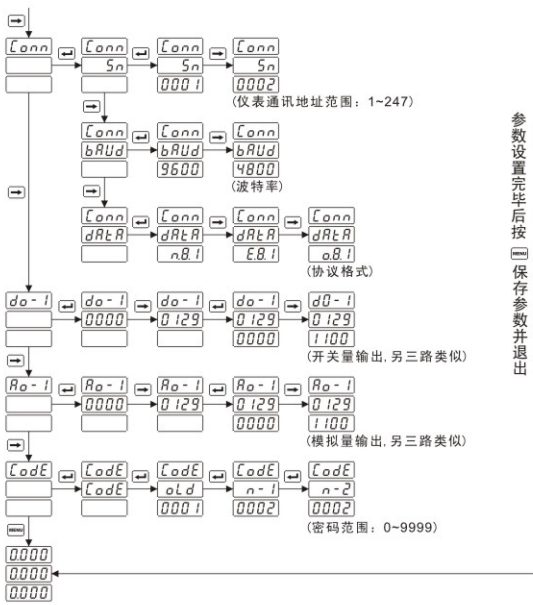 Conn Conn Conn Conn
Sn Sn Sn
0001 0002
(仪表通讯地址范围：1~247)
Conn Conn Conn
bAUd bAUd bAUd
9600 4800
(波特率)
Conn Conn Conn Conn
dAtA dAtA dAtA dAtA
n.8.1 E.8.1 o.8.1
(协议格式)
do-1 do-1 do-1 do-1 d0-1
0000 0129 0129 0129
0000 1100
(开关量输出,另三路类似)
Ao-1 Ao-1 Ao-1 Ao-1 Ao-1
0000 0129 0129 0129
0000 1100
(模拟量输出,另三路类似)
CodE CodE CodE CodE CodE
CodE oLd n-1 n-2
0001 0002 0002
(密码范围：0~9999)
MENU
0.000
0.000
0.000
参数设置完毕后按 MENU 保存参数并退出